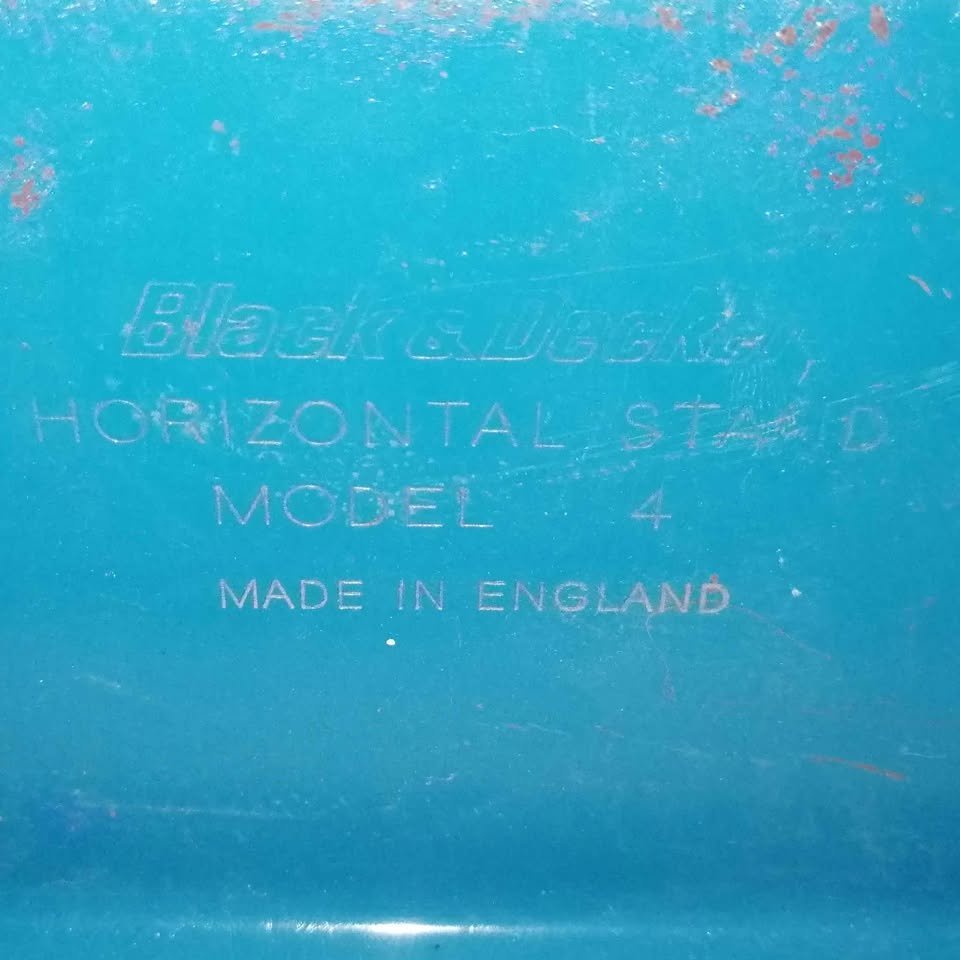 Black & Decker
HORIZONTAL STAND
MODEL 4
MADE IN ENGLAND